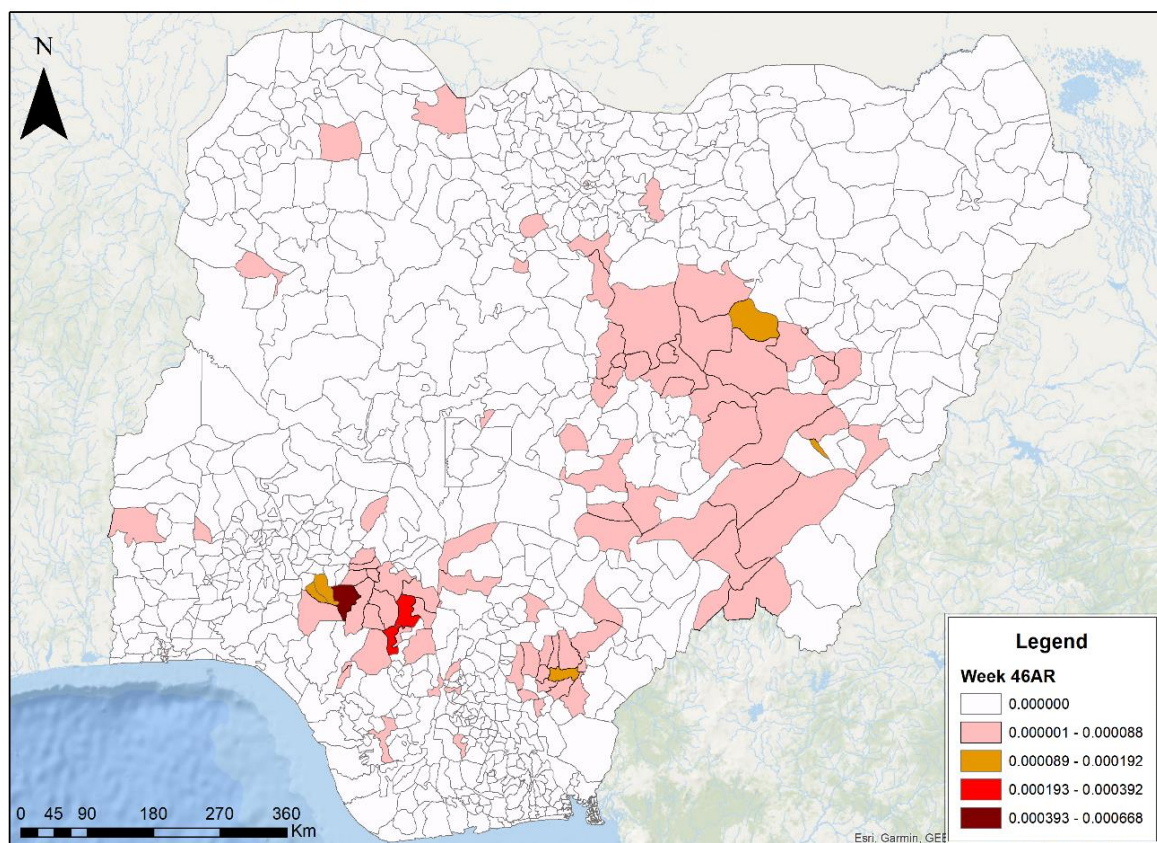 N
Legend
Week 46AR
0.000000
0.000001 - 0.000088
0.000089 - 0.000192
0.000193 - 0.000392
0.000393 - 0.000668
0 45 90 180 270 360
Km
Esri, Garmin, GEB